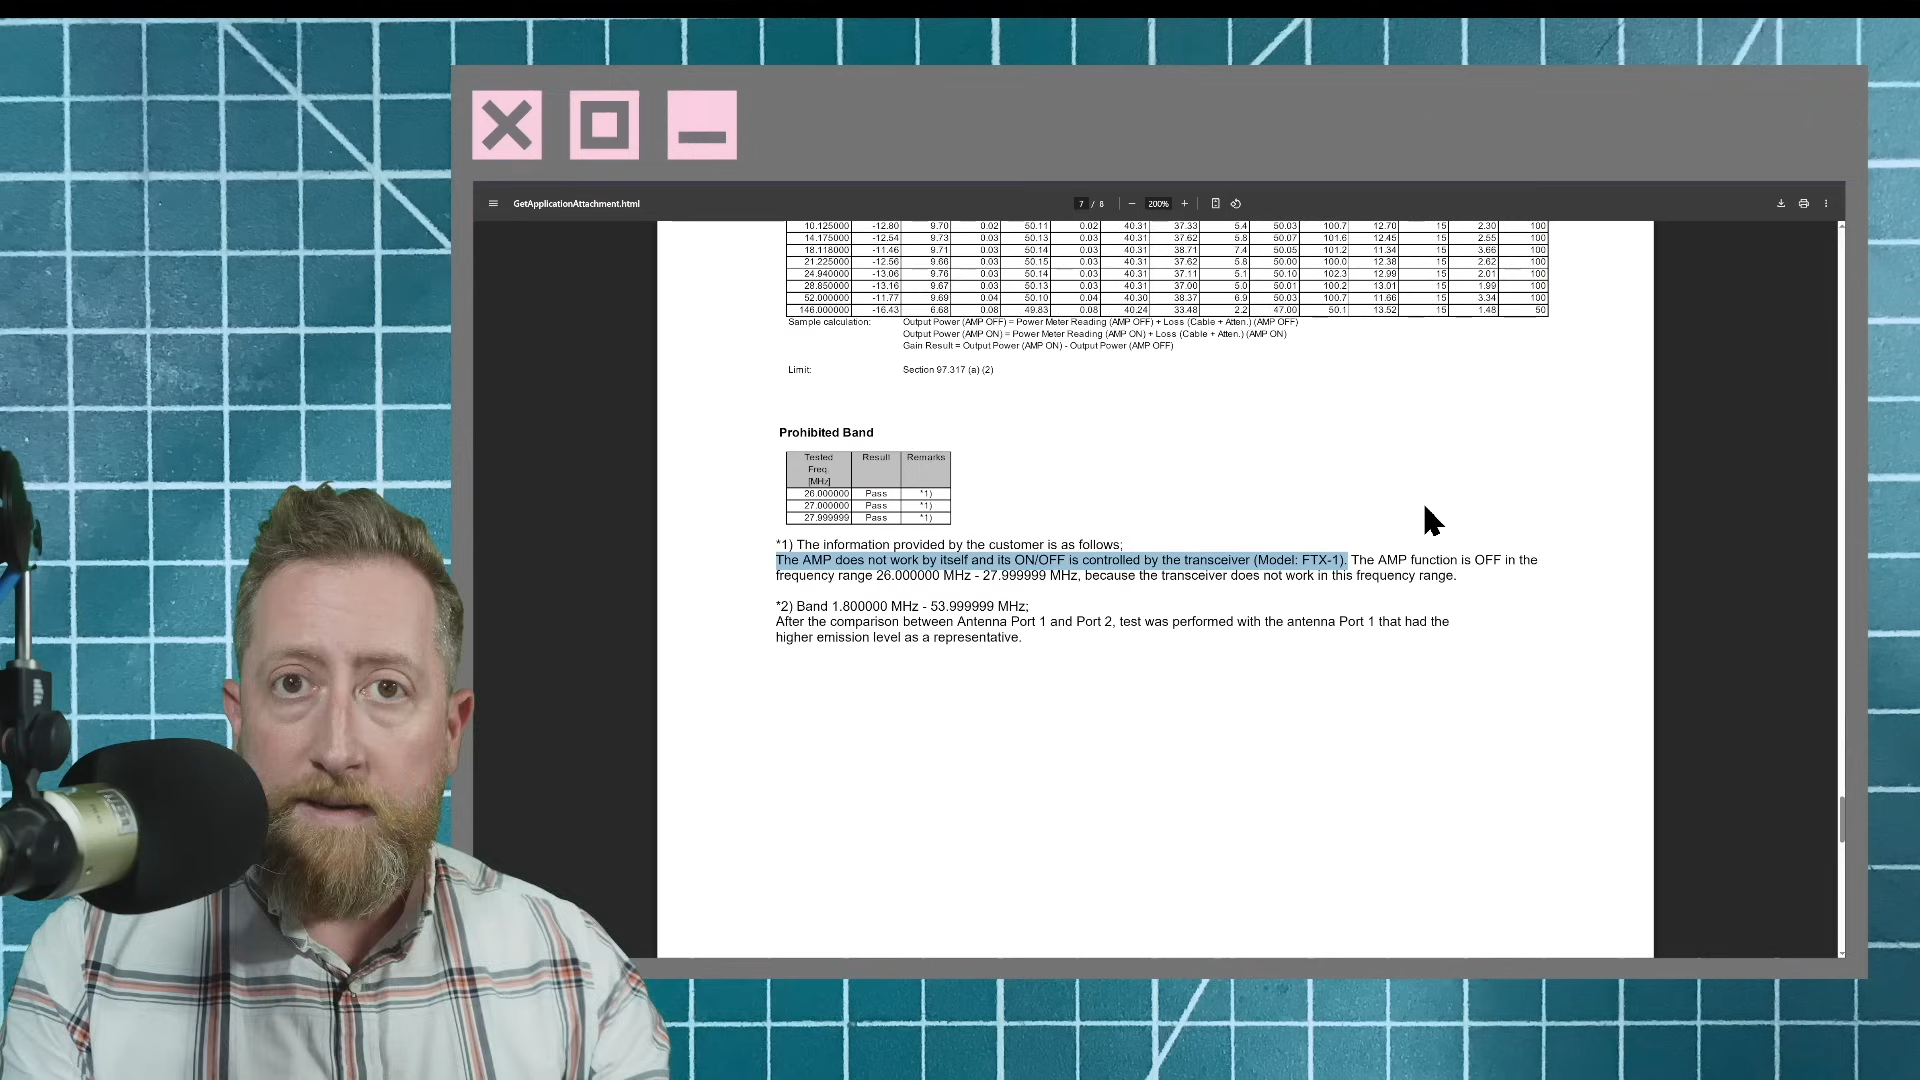 GetApplicationAttachment.html
7 / 8
200%
10.125000 -12.80 9.70 0.02 50.11 0.02 40.31 37.33 5.4 50.03 100.7 12.70 15 2.30 100
14.175000 -12.54 9.73 0.03 50.13 0.03 40.31 37.62 5.8 50.07 101.6 12.45 15 2.55 100
18.118000 -11.46 9.71 0.03 50.14 0.03 40.31 38.71 7.4 50.05 101.2 11.34 15 3.66 100
21.225000 -12.56 9.66 0.03 50.15 0.03 40.31 37.62 5.8 50.00 100.0 12.38 15 2.62 100
24.940000 -13.06 9.76 0.03 50.14 0.03 40.31 37.11 5.1 50.10 102.3 12.99 15 2.01 100
28.850000 -13.16 9.67 0.03 50.13 0.03 40.31 37.00 5.0 50.01 100.2 13.01 15 1.99 100
52.000000 -11.77 9.69 0.04 50.10 0.04 40.30 38.37 6.9 50.03 100.7 11.66 15 3.34 100
146.000000 -16.43 6.68 0.08 49.83 0.08 40.24 33.48 2.2 47.00 50.1 13.52 15 1.48 50
Sample calculation: Output Power (AMP OFF) = Power Meter Reading (AMP OFF) + Loss (Cable + Atten.) (AMP OFF)
Output Power (AMP ON) = Power Meter Reading (AMP ON) + Loss (Cable + Atten.) (AMP ON)
Gain Result = Output Power (AMP ON) - Output Power (AMP OFF)
Limit: Section 97.317 (a) (2)
Prohibited Band
Tested Result Remarks
Freq.
[MHz]
26.000000 Pass *1)
27.000000 Pass *1)
27.999999 Pass *1)
*1) The information provided by the customer is as follows;
The AMP does not work by itself and its ON/OFF is controlled by the transceiver (Model: FTX-1). The AMP function is OFF in the
frequency range 26.000000 MHz - 27.999999 MHz, because the transceiver does not work in this frequency range.
*2) Band 1.800000 MHz - 53.999999 MHz;
After the comparison between Antenna Port 1 and Port 2, test was performed with the antenna Port 1 that had the
higher emission level as a representative.